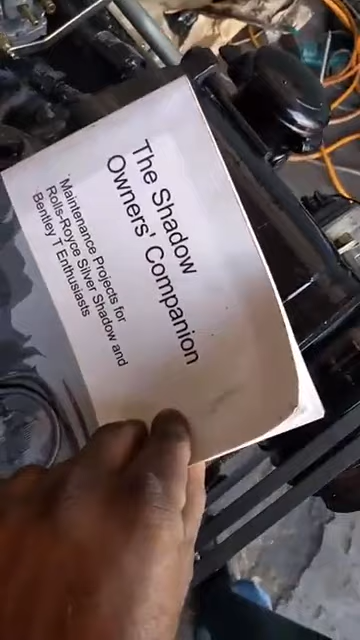 The Shadow
Owners' Companion
Maintenance Projects for
Rolls-Royce Silver Shadow and
Bentley T Enthusiasts